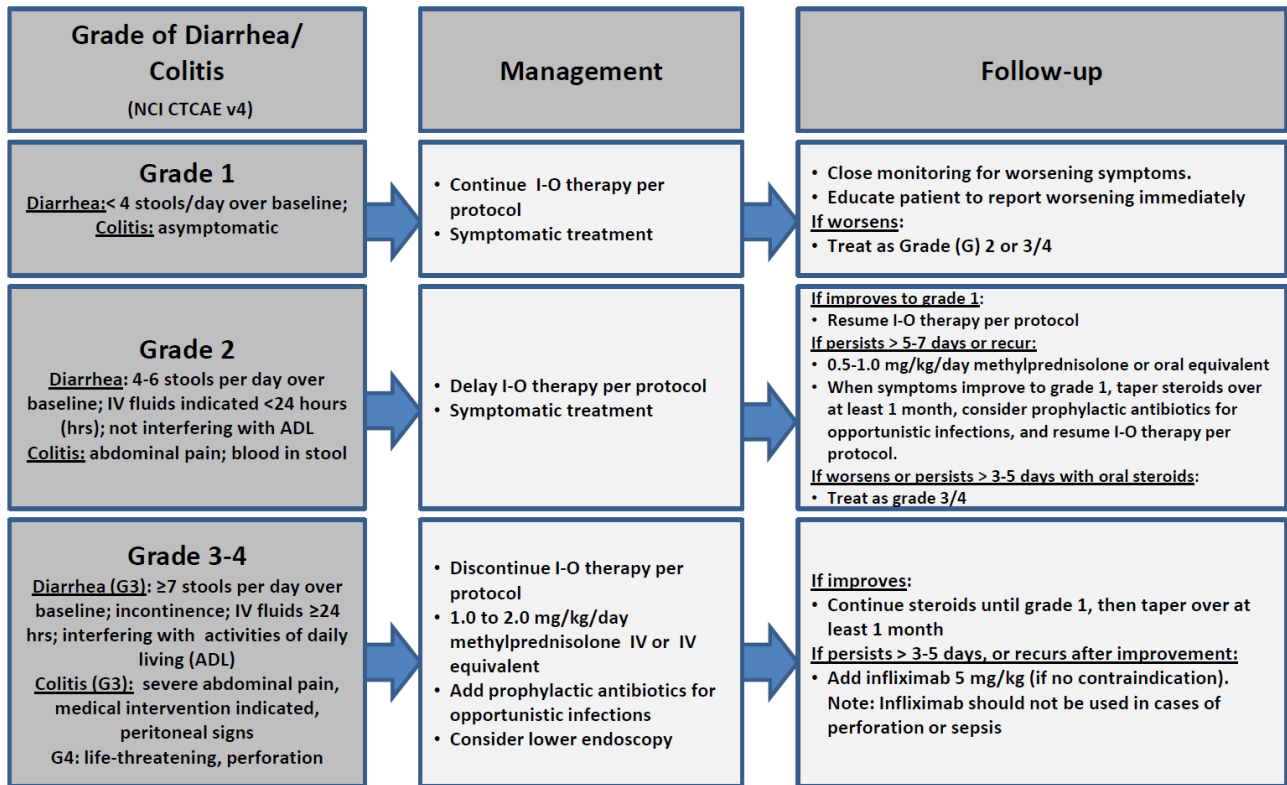 Grade of Diarrhea/
Colitis
(NCI CTCAE v4)
Management
Follow-up
Grade 1
Diarrhea:< 4 stools/day over baseline;
Colitis: asymptomatic
• Continue I-O therapy per
protocol
• Symptomatic treatment
• Close monitoring for worsening symptoms.
• Educate patient to report worsening immediately
If worsens:
• Treat as Grade (G) 2 or 3/4
Grade 2
Diarrhea: 4-6 stools per day over
baseline; IV fluids indicated <24 hours
(hrs); not interfering with ADL
Colitis: abdominal pain; blood in stool
• Delay I-O therapy per protocol
• Symptomatic treatment
If improves to grade 1:
• Resume I-O therapy per protocol
If persists > 5-7 days or recur:
• 0.5-1.0 mg/kg/day methylprednisolone or oral equivalent
• When symptoms improve to grade 1, taper steroids over
at least 1 month, consider prophylactic antibiotics for
opportunistic infections, and resume I-O therapy per
protocol.
If worsens or persists > 3-5 days with oral steroids:
• Treat as grade 3/4
Grade 3-4
Diarrhea (G3): ≥7 stools per day over
baseline; incontinence; IV fluids ≥24
hrs; interfering with activities of daily
living (ADL)
Colitis (G3): severe abdominal pain,
medical intervention indicated,
peritoneal signs
G4: life-threatening, perforation
• Discontinue I-O therapy per
protocol
• 1.0 to 2.0 mg/kg/day
methylprednisolone IV or IV
equivalent
• Add prophylactic antibiotics for
opportunistic infections
• Consider lower endoscopy
If improves:
• Continue steroids until grade 1, then taper over at
least 1 month
If persists > 3-5 days, or recurs after improvement:
• Add infliximab 5 mg/kg (if no contraindication).
Note: Infliximab should not be used in cases of
perforation or sepsis